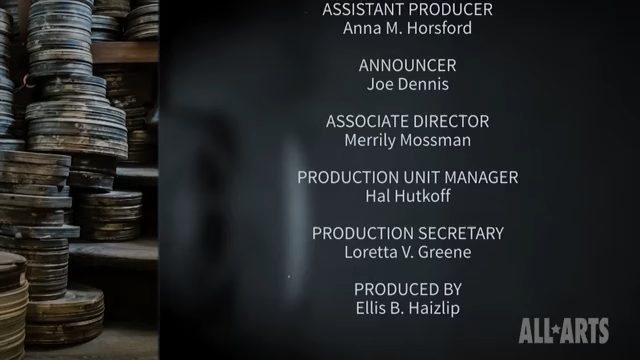 ASSISTANT PRODUCER
Anna M. Horsford
ANNOUNCER
Joe Dennis
ASSOCIATE DIRECTOR
Merrily Mossman
PRODUCTION UNIT MANAGER
Hal Hutkoff
PRODUCTION SECRETARY
Loretta V. Greene
PRODUCED BY
Ellis B. Haizlip
ALL★ARTS